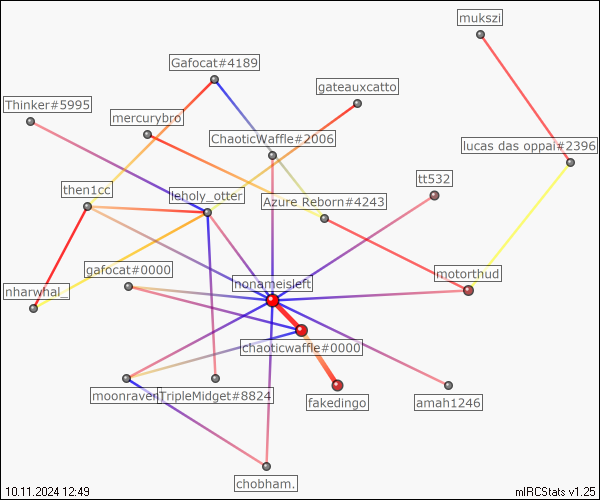 mukszi
Gafocat#4189
gateauxcatto
Thinker#5995
mercurybro
ChaoticWaffle#2006
lucas das oppai#2396
tt532
then1cc
leboly_otter
Azure Reborn#4243
gafocat#0000
motorthud
nonameisleft
nharwhal_
chaoticwaffle#0000
moonraven
TripleMidget#8824
fakedingo
amah1246
chobham.
10.11.2024 12:49
mIRCStats v1.25